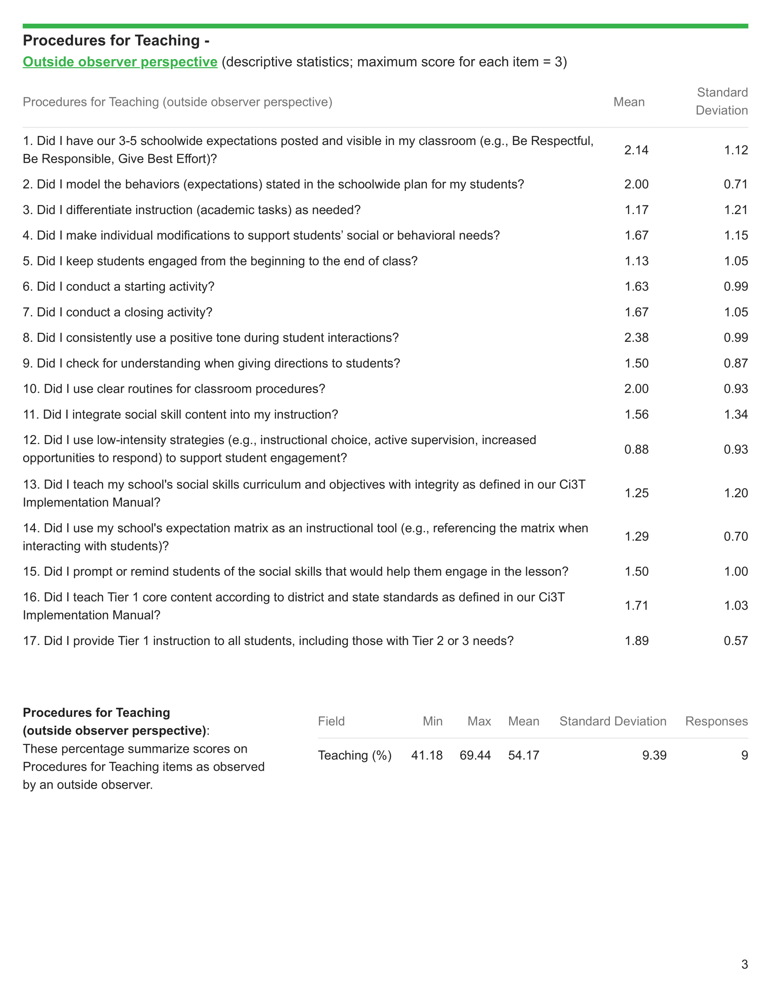 Procedures for Teaching -
Outside observer perspective (descriptive statistics; maximum score for each item = 3)
Procedures for Teaching (outside observer perspective) Mean Standard Deviation
1. Did I have our 3-5 schoolwide expectations posted and visible in my classroom (e.g., Be Respectful,
Be Responsible, Give Best Effort)? 2.14 1.12
2. Did I model the behaviors (expectations) stated in the schoolwide plan for my students? 2.00 0.71
3. Did I differentiate instruction (academic tasks) as needed? 1.17 1.21
4. Did I make individual modifications to support students’ social or behavioral needs? 1.67 1.15
5. Did I keep students engaged from the beginning to the end of class? 1.13 1.05
6. Did I conduct a starting activity? 1.63 0.99
7. Did I conduct a closing activity? 1.67 1.05
8. Did I consistently use a positive tone during student interactions? 2.38 0.99
9. Did I check for understanding when giving directions to students? 1.50 0.87
10. Did I use clear routines for classroom procedures? 2.00 0.93
11. Did I integrate social skill content into my instruction? 1.56 1.34
12. Did I use low-intensity strategies (e.g., instructional choice, active supervision, increased
opportunities to respond) to support student engagement? 0.88 0.93
13. Did I teach my school's social skills curriculum and objectives with integrity as defined in our Ci3T
Implementation Manual? 1.25 1.20
14. Did I use my school's expectation matrix as an instructional tool (e.g., referencing the matrix when
interacting with students)? 1.29 0.70
15. Did I prompt or remind students of the social skills that would help them engage in the lesson? 1.50 1.00
16. Did I teach Tier 1 core content according to district and state standards as defined in our Ci3T
Implementation Manual? 1.71 1.03
17. Did I provide Tier 1 instruction to all students, including those with Tier 2 or 3 needs? 1.89 0.57
Procedures for Teaching
(outside observer perspective):
These percentage summarize scores on
Procedures for Teaching items as observed
by an outside observer.
Field Min Max Mean Standard Deviation Responses
Teaching (%) 41.18 69.44 54.17 9.39 9
3